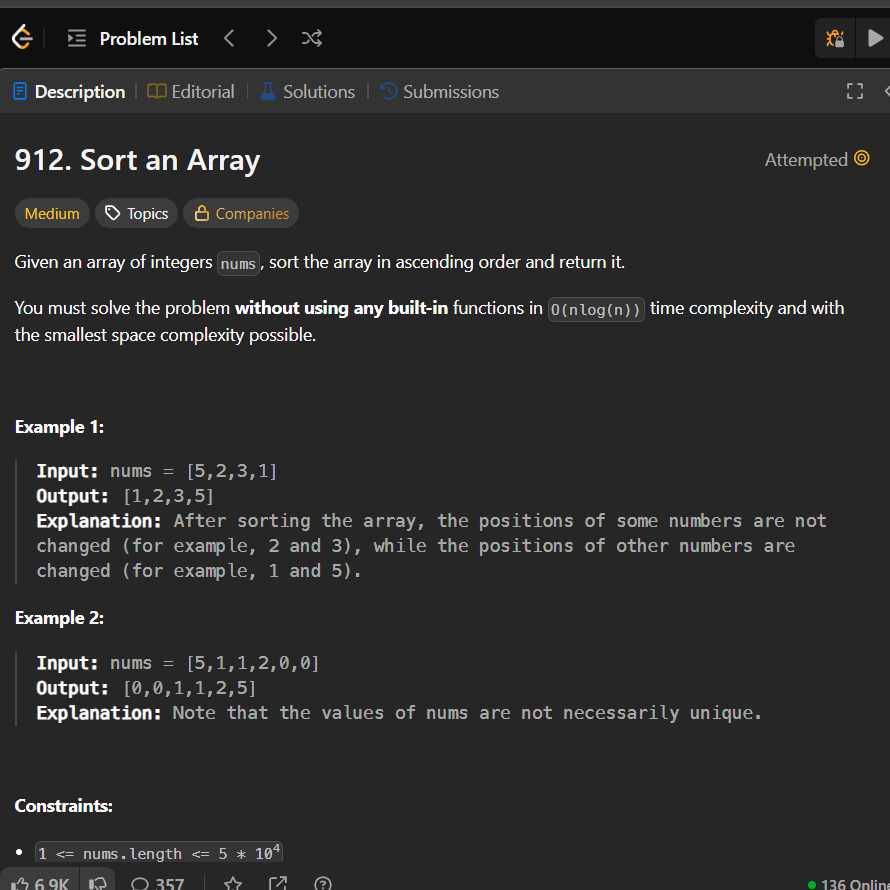 Problem List
Description | Editorial | Solutions | Submissions
912. Sort an Array
Attempted
Medium Topics Companies
Given an array of integers nums, sort the array in ascending order and return it.
You must solve the problem without using any built-in functions in O(nlog(n)) time complexity and with
the smallest space complexity possible.
Example 1:
Input: nums = [5,2,3,1]
Output: [1,2,3,5]
Explanation: After sorting the array, the positions of some numbers are not
changed (for example, 2 and 3), while the positions of other numbers are
changed (for example, 1 and 5).
Example 2:
Input: nums = [5,1,1,2,0,0]
Output: [0,0,1,1,2,5]
Explanation: Note that the values of nums are not necessarily unique.
Constraints:
• 1 <= nums.length <= 5 * 10⁴
6.9K 357 136 Online